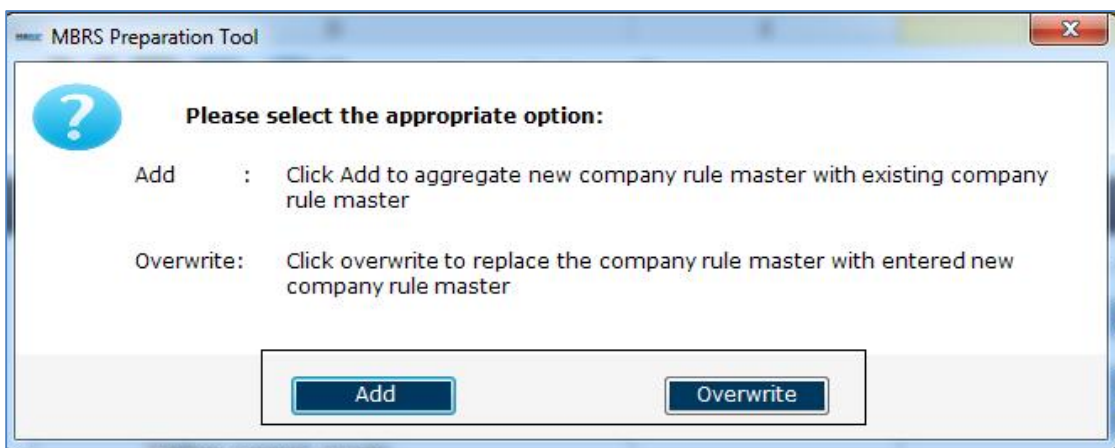 MBRS Preparation Tool
Please select the appropriate option:
Add : Click Add to aggregate new company rule master with existing company
rule master
Overwrite: Click overwrite to replace the company rule master with entered new
company rule master
Add Overwrite